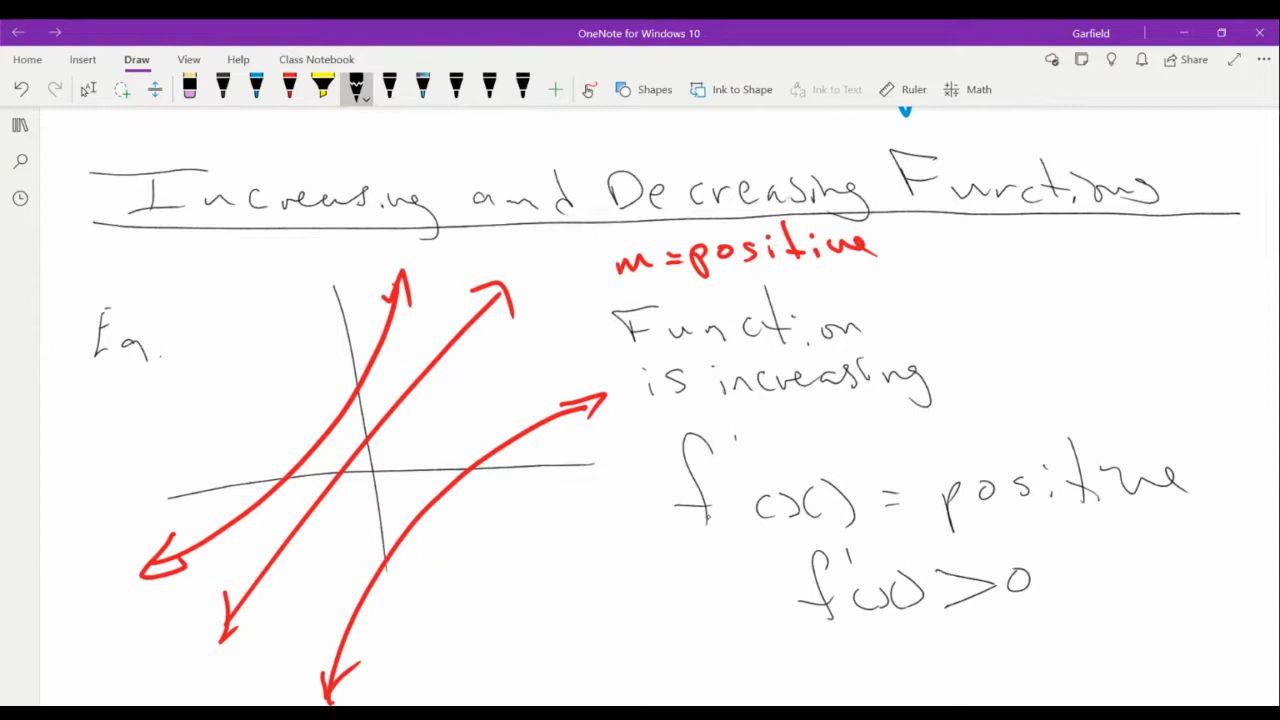 OneNote for Windows 10
Garfield
Home Insert Draw View Help Class Notebook
Share
Shapes Ink to Shape Ink to Text Ruler Math
Increasing and Decreasing Functions
m = positive
Eq.
Function
is increasing
f'(x) = positive
f'(x) > 0